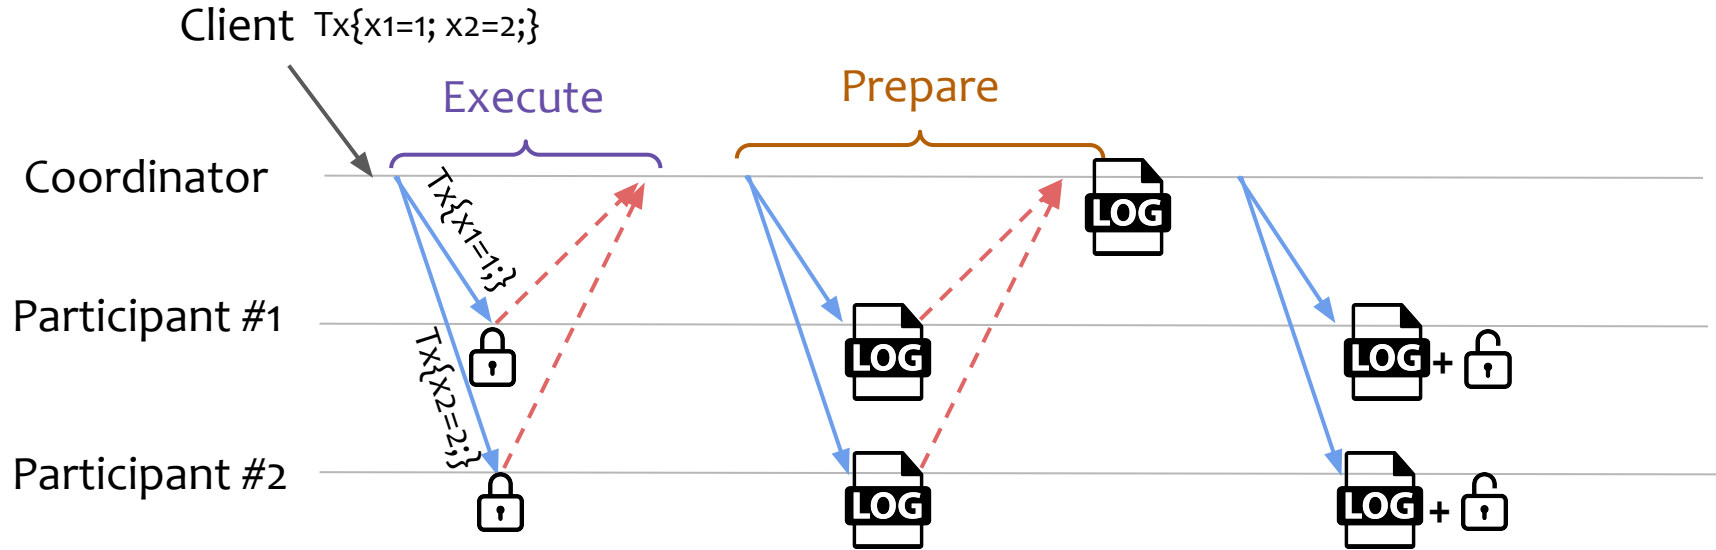 Client Tx{x1=1; x2=2;}
Execute
Prepare
Coordinator
Tx{x1=1;}
LOG
Participant #1
LOG
LOG +
Tx{x2=2;}
Participant #2
LOG
LOG +